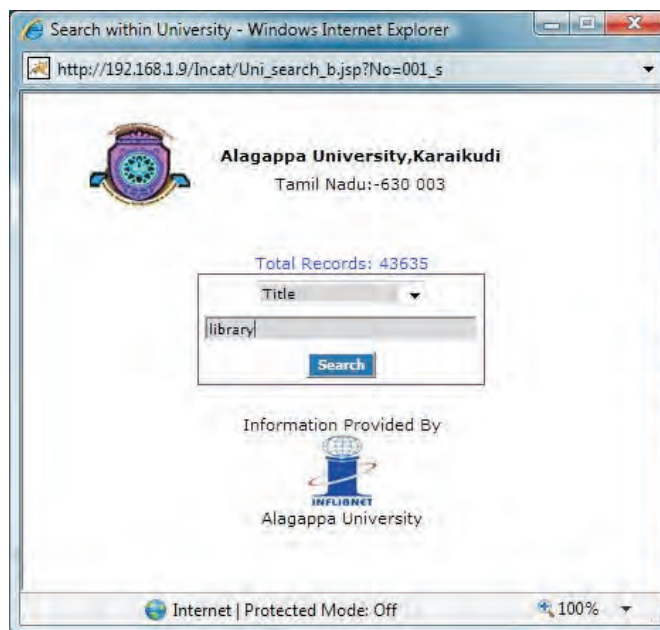 Search within University - Windows Internet Explorer
http://192.168.1.9/Incat/Uni_search_b.jsp?No=001_s
Alagappa University,Karaikudi
Tamil Nadu:-630 003
Total Records: 43635
Title
library
Search
Information Provided By
INFLIBNET
Alagappa University
Internet | Protected Mode: Off 100%